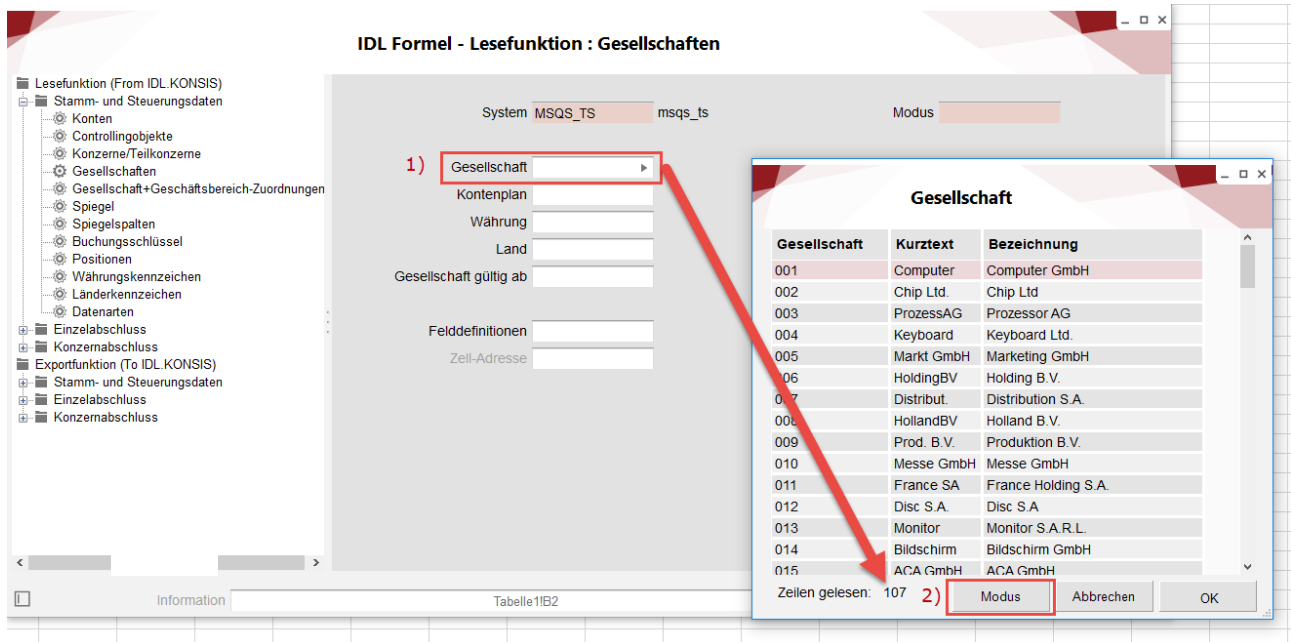 IDL Formel - Lesefunktion : Gesellschaften
Lesefunktion (From IDL.KONSIS)
Stamm- und Steuerungsdaten
Konten
Controllingobjekte
Konzerne/Teilkonzerne
Gesellschaften
Gesellschaft+Geschäftsbereich-Zuordnungen
Spiegel
Spiegelspalten
Buchungsschlüssel
Positionen
Währungskennzeichen
Länderkennzeichen
Datenarten
Einzelabschluss
Konzernabschluss
Exportfunktion (To IDL.KONSIS)
Stamm- und Steuerungsdaten
Einzelabschluss
Konzernabschluss
System MSQS_TS msqs_ts Modus
1) Gesellschaft
Kontenplan
Währung
Land
Gesellschaft gültig ab
Felddefinitionen
Zell-Adresse
Information Tabelle1!B2
Gesellschaft
Gesellschaft Kurztext Bezeichnung
001 Computer Computer GmbH
002 Chip Ltd. Chip Ltd
003 ProzessAG Prozessor AG
004 Keyboard Keyboard Ltd.
005 Markt GmbH Marketing GmbH
006 HoldingBV Holding B.V.
007 Distribut. Distribution S.A.
008 HollandBV Holland B.V.
009 Prod. B.V. Produktion B.V.
010 Messe GmbH Messe GmbH
011 France SA France Holding S.A.
012 Disc S.A. Disc S.A
013 Monitor Monitor S.A.R.L.
014 Bildschirm Bildschirm GmbH
015 ACA GmbH ACA GmbH
Zeilen gelesen: 107 2) Modus Abbrechen OK